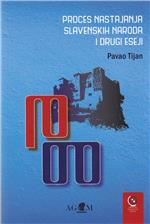 PROCES NASTAJANJA
SLAVENSKIH NARODA
I DRUGI ESEJI
Pavao Tijan
AGM